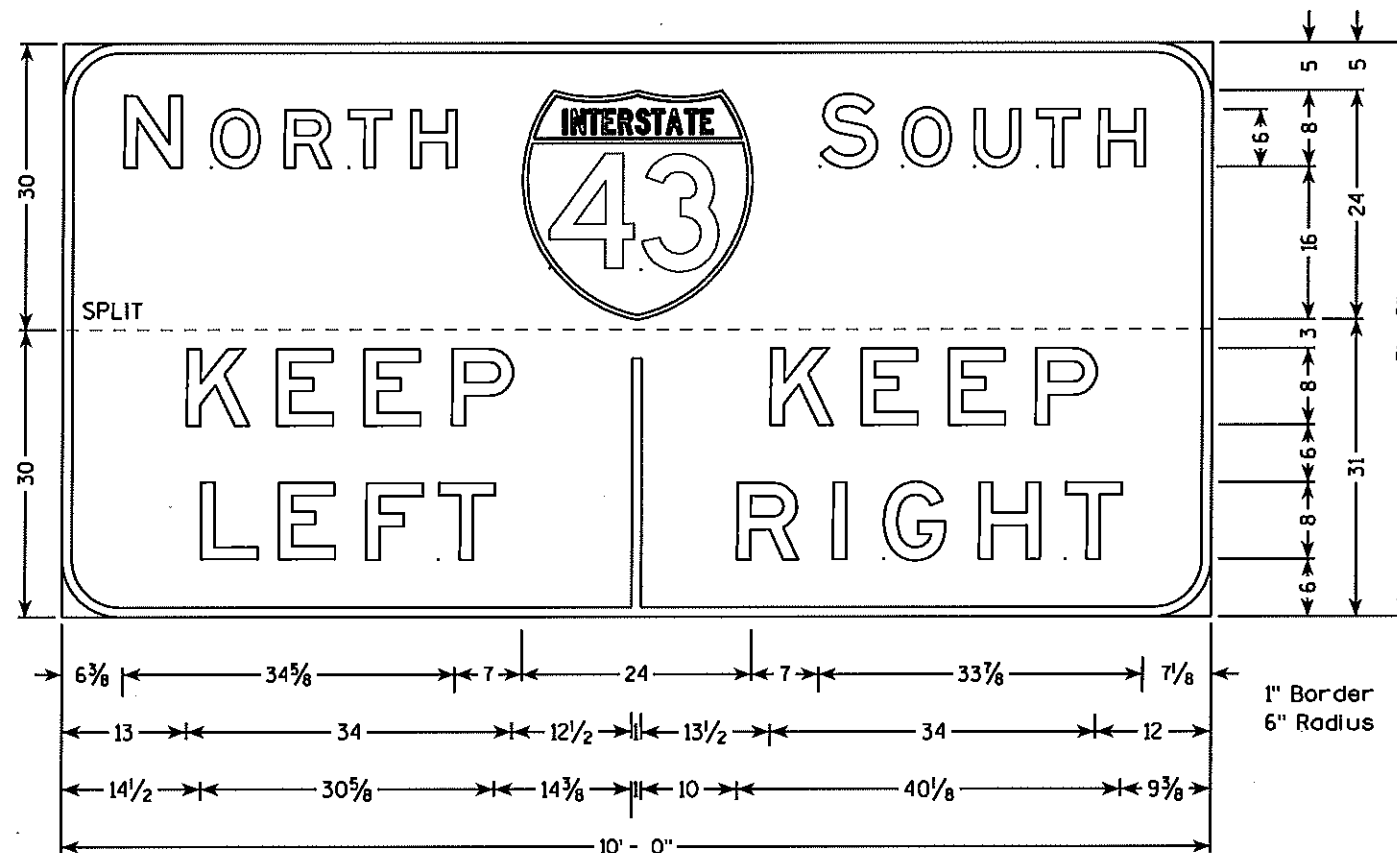 NORTH INTERSTATE 43 SOUTH
SPLIT
KEEP KEEP
LEFT RIGHT
30
30
5 5
6 8 24
16
3
8 31
6
8
6
6⅜ 34⅝ 7 24 7 33⅞ 7⅛
13 34 12½ 1 13½ 34 12
14½ 30⅝ 14⅜ 1 10 40⅛ 9⅜
10' - 0"
1" Border
6" Radius